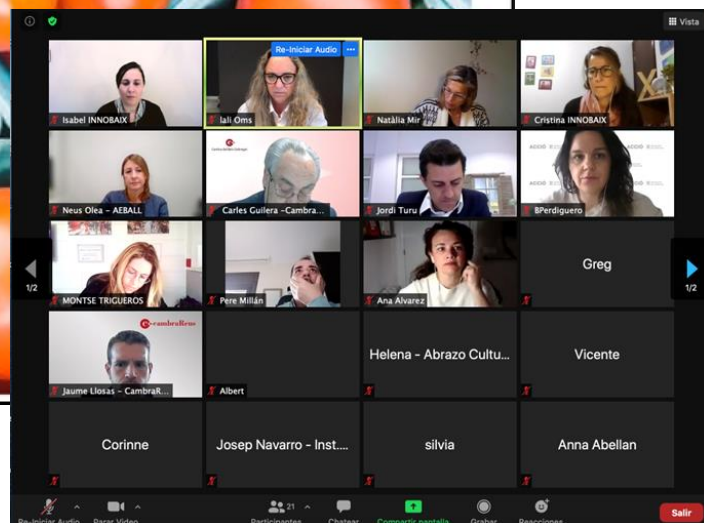 Vista
Re-Iniciar Audio
Isabel INNOBAIX
lali Oms
Natàlia Mir
Cristina INNOBAIX
Neus Olea - AEBALL
Carles Guilera -Cambra...
Jordi Turu
BPerdiguero
1/2
MONTSE TRIGUEROS
Pere Millán
Ana Alvarez
Greg
1/2
cambraReus
Jaume Llosas - CambraR...
Albert
Helena - Abrazo Cultu...
Vicente
Corinne
Josep Navarro - Inst....
silvia
Anna Abellan
Re-Iniciar Audio
Parar Video
21
Participantes
Chatear
Compartir pantalla
Grabar
Reacciones
Salir